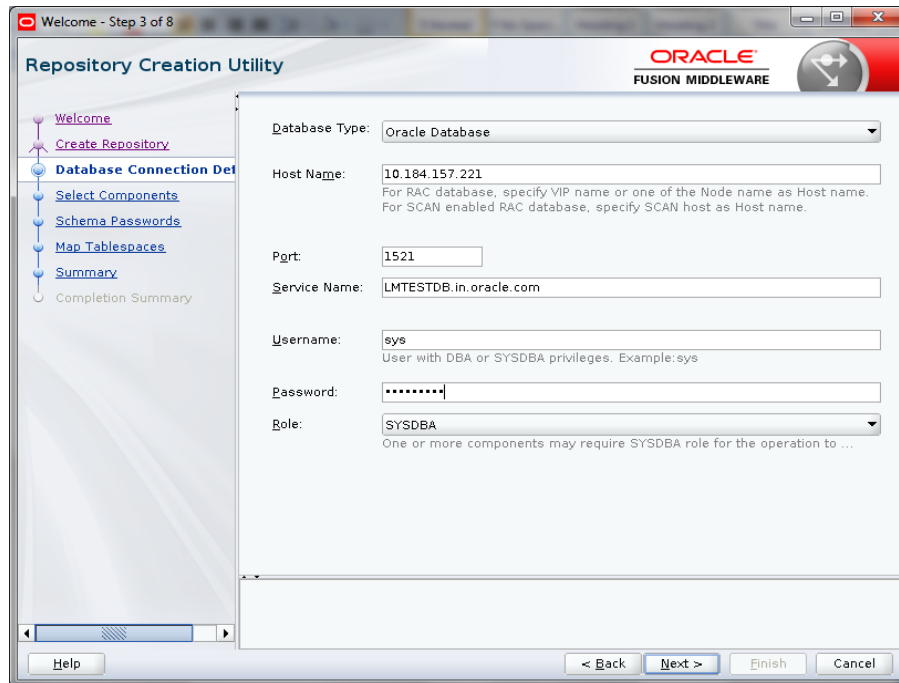 Welcome - Step 3 of 8
Repository Creation Utility
ORACLE
FUSION MIDDLEWARE
Welcome
Create Repository
Database Connection Det
Select Components
Schema Passwords
Map Tablespaces
Summary
Completion Summary
Database Type: Oracle Database
Host Name: 10.184.157.221
For RAC database, specify VIP name or one of the Node name as Host name.
For SCAN enabled RAC database, specify SCAN host as Host name.
Port: 1521
Service Name: LMTESTDB.in.oracle.com
Username: sys
User with DBA or SYSDBA privileges. Example:sys
Password: •••••••••
Role: SYSDBA
One or more components may require SYSDBA role for the operation to ...
Help
< Back
Next >
Finish
Cancel